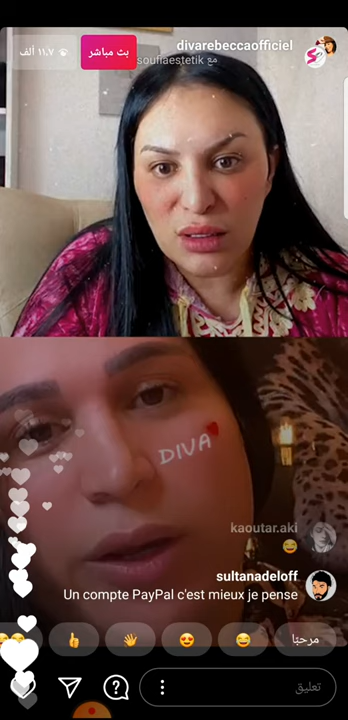 divarebeccaofficiel
مع soufiaestetik
بث مباشر
١١,٧ ألف
DIVA
kaoutar.aki
😂
sultanadeloff
Un compte PayPal c'est mieux je pense
مرحبًا
تعليق